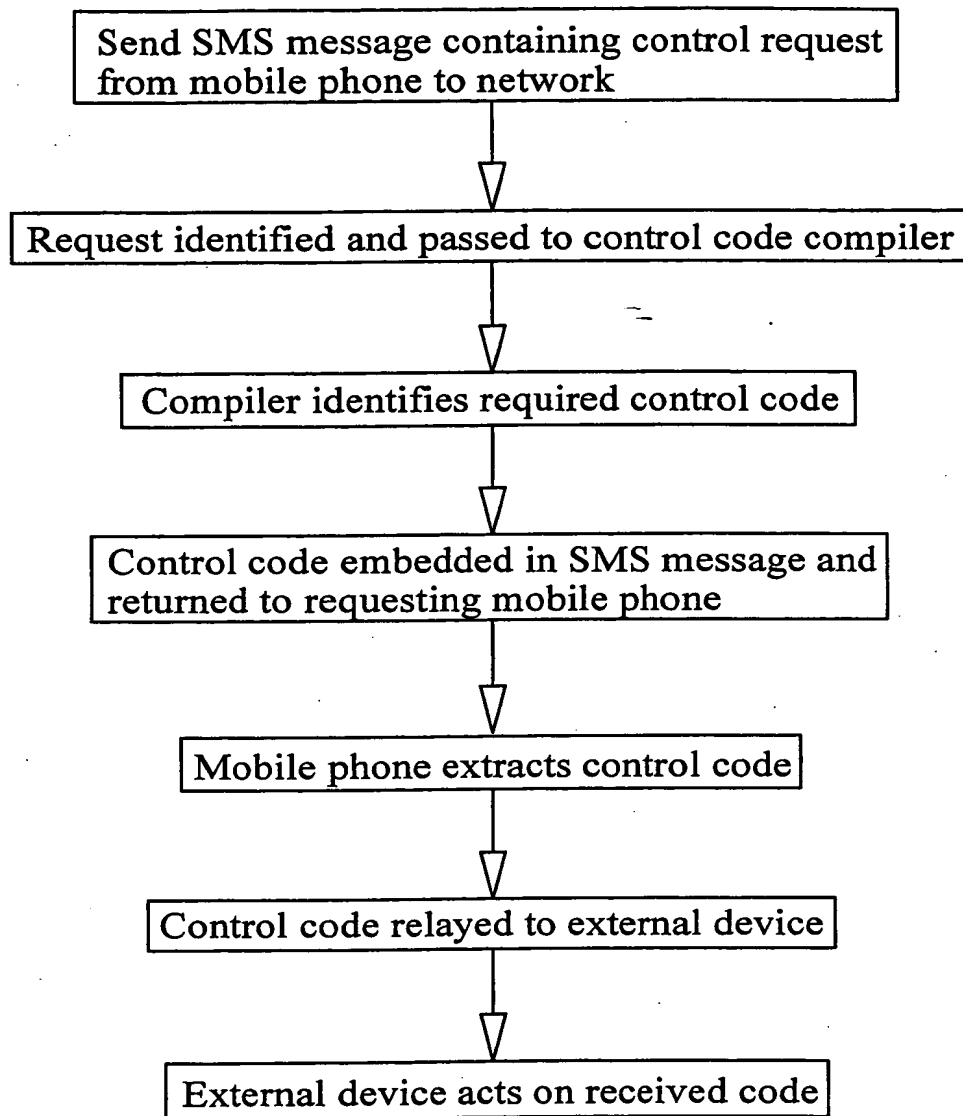 Send SMS message containing control request
from mobile phone to network
Request identified and passed to control code compiler
Compiler identifies required control code
Control code embedded in SMS message and
returned to requesting mobile phone
Mobile phone extracts control code
Control code relayed to external device
External device acts on received code